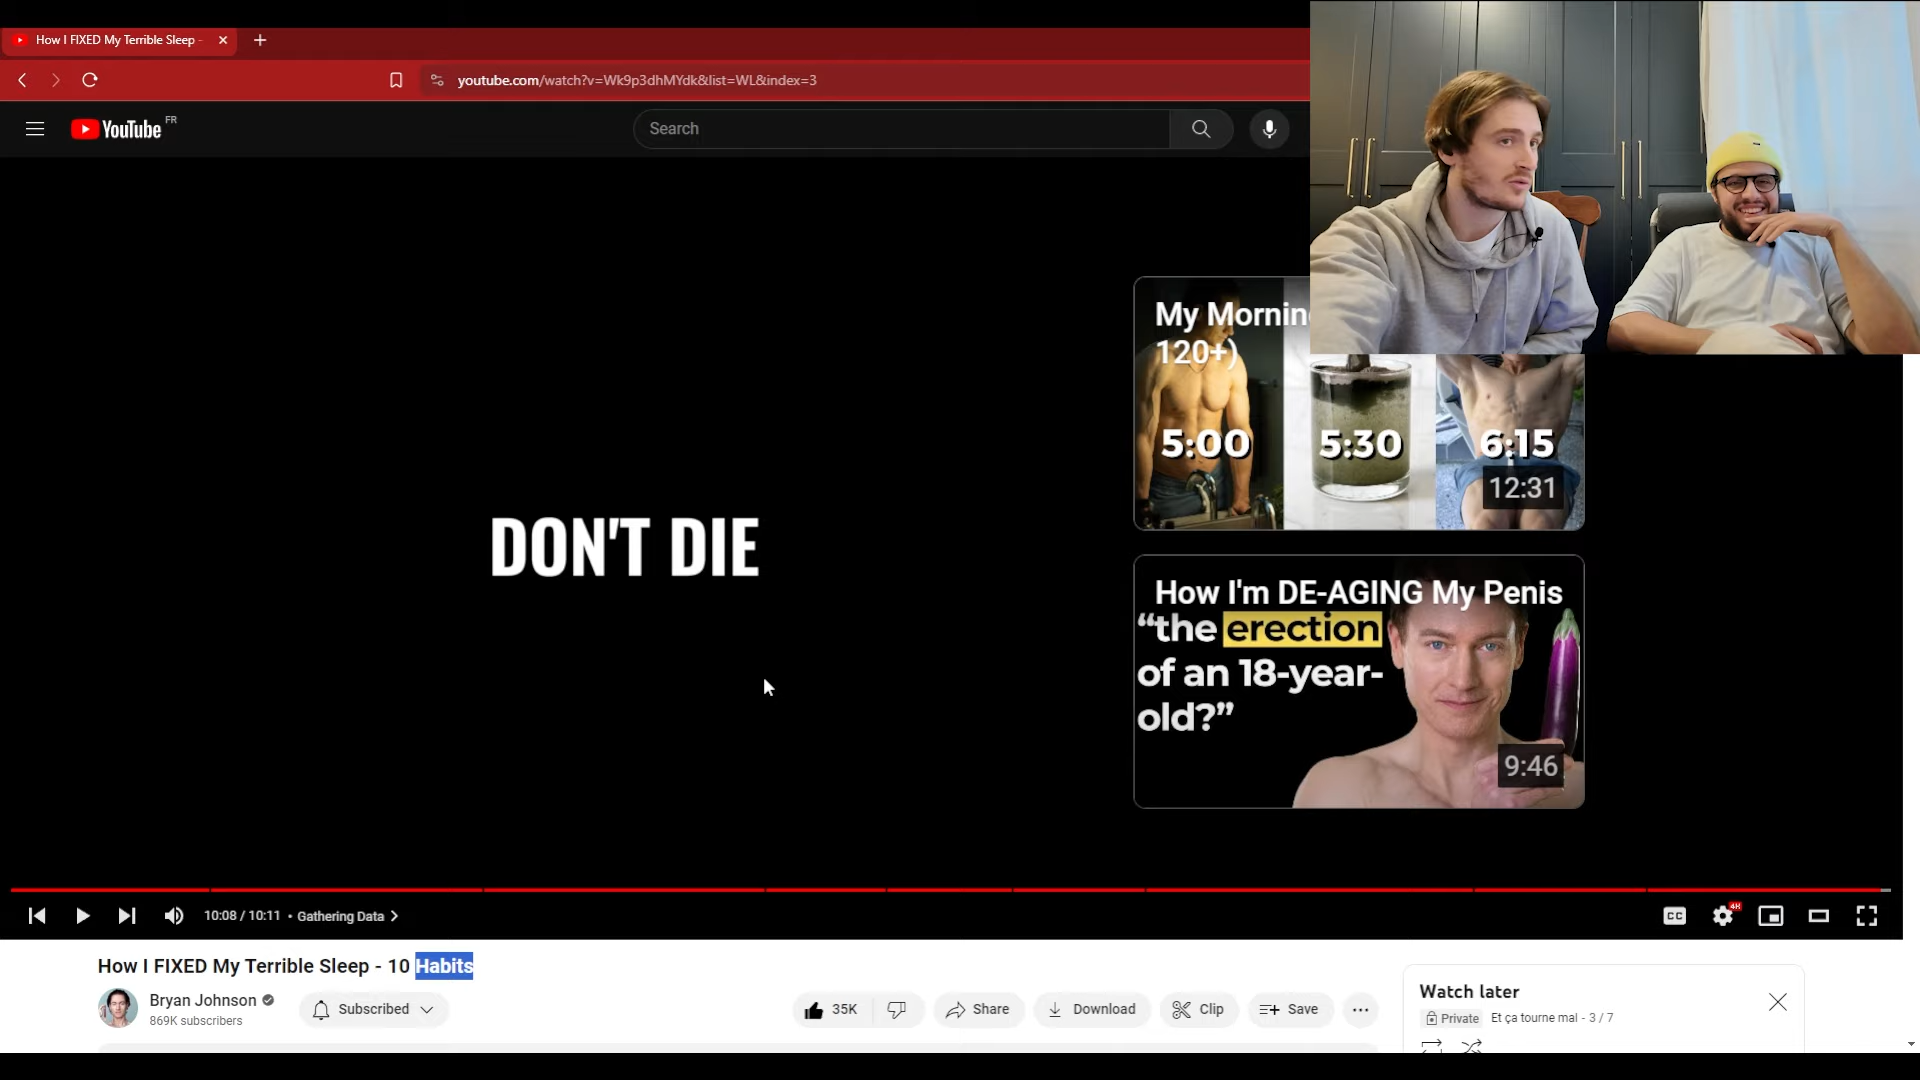 How I FIXED My Terrible Sleep -
youtube.com/watch?v=Wk9p3dhMYdk&list=WL&index=3
YouTube FR
Search
My Mornin
120+)
5:00
5:30
6:15
12:31
DON'T DIE
How I'm DE-AGING My Penis
“the erection
of an 18-year-
old?”
9:46
10:08 / 10:11 • Gathering Data
CC
4K
How I FIXED My Terrible Sleep - 10 Habits
Bryan Johnson
869K subscribers
Subscribed
35K
Share
Download
Clip
Save
Watch later
Private
Et ça tourne mal - 3 / 7